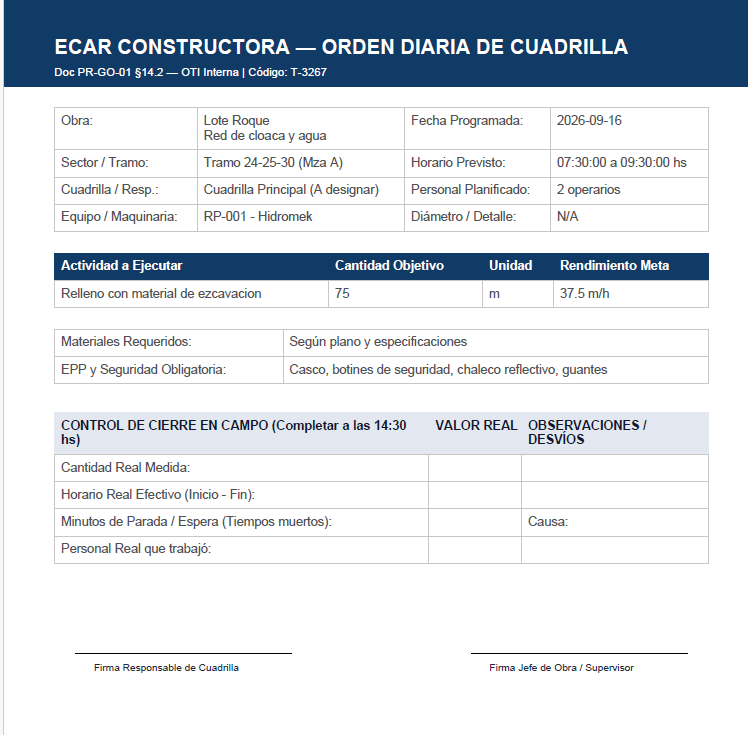 ECAR CONSTRUCTORA — ORDEN DIARIA DE CUADRILLA
Doc PR-GO-01 §14.2 — OTI Interna | Código: T-3267
Obra: Lote Roque Fecha Programada: 2026-09-16
Red de cloaca y agua
Sector / Tramo: Tramo 24-25-30 (Mza A) Horario Previsto: 07:30:00 a 09:30:00 hs
Cuadrilla / Resp.: Cuadrilla Principal (A designar) Personal Planificado: 2 operarios
Equipo / Maquinaria: RP-001 - Hidromek Diámetro / Detalle: N/A
Actividad a Ejecutar Cantidad Objetivo Unidad Rendimiento Meta
Relleno con material de ezcavacion 75 m 37.5 m/h
Materiales Requeridos: Según plano y especificaciones
EPP y Seguridad Obligatoria: Casco, botines de seguridad, chaleco reflectivo, guantes
CONTROL DE CIERRE EN CAMPO (Completar a las 14:30 VALOR REAL OBSERVACIONES /
hs) DESVÍOS
Cantidad Real Medida:
Horario Real Efectivo (Inicio - Fin):
Minutos de Parada / Espera (Tiempos muertos): Causa:
Personal Real que trabajó:
Firma Responsable de Cuadrilla Firma Jefe de Obra / Supervisor